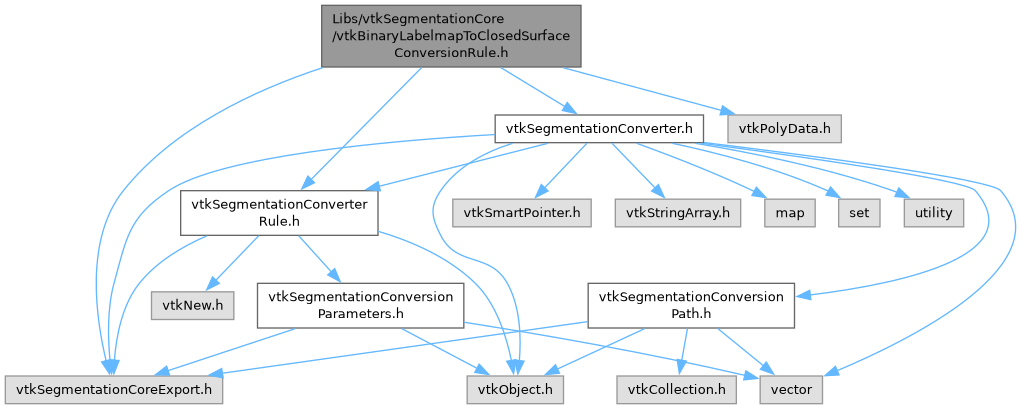 Libs/vtkSegmentationCore
/vtkBinaryLabelmapToClosedSurface
ConversionRule.h
vtkSegmentationConverter.h
vtkPolyData.h
vtkSegmentationConverter
Rule.h
vtkSmartPointer.h
vtkStringArray.h
map
set
utility
vtkNew.h
vtkSegmentationConversion
Parameters.h
vtkSegmentationConversion
Path.h
vtkSegmentationCoreExport.h
vtkObject.h
vtkCollection.h
vector